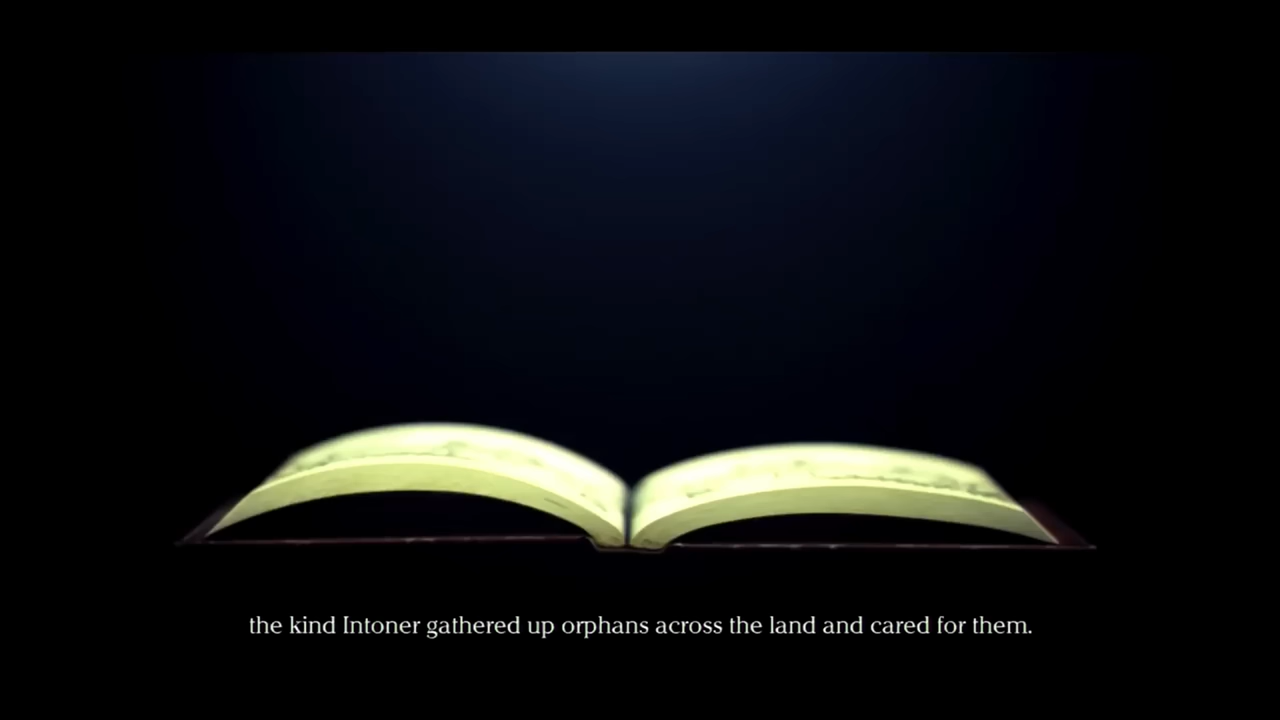 the kind Intoner gathered up orphans across the land and cared for them.